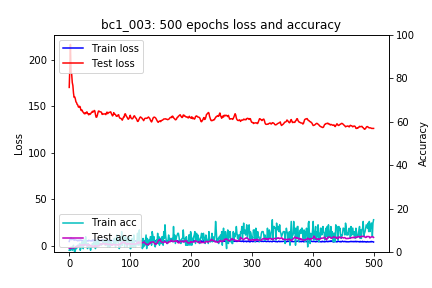 bc1_003: 500 epochs loss and accuracy
Train loss
Test loss
Train acc
Test acc
Loss
Accuracy
200
150
100
50
0
100
80
60
40
20
0
0
100
200
300
400
500